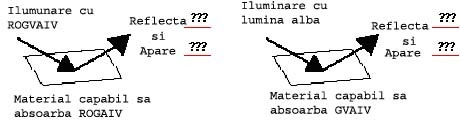 Ilumunare cu
ROGVAIV
Reflecta ???
si
Apare ???
Material capabil sa
absoarba ROGAIV
Iluminare cu
lumina alba
Reflecta ???
si
Apare ???
Material capabil sa
absoarba GVAIV